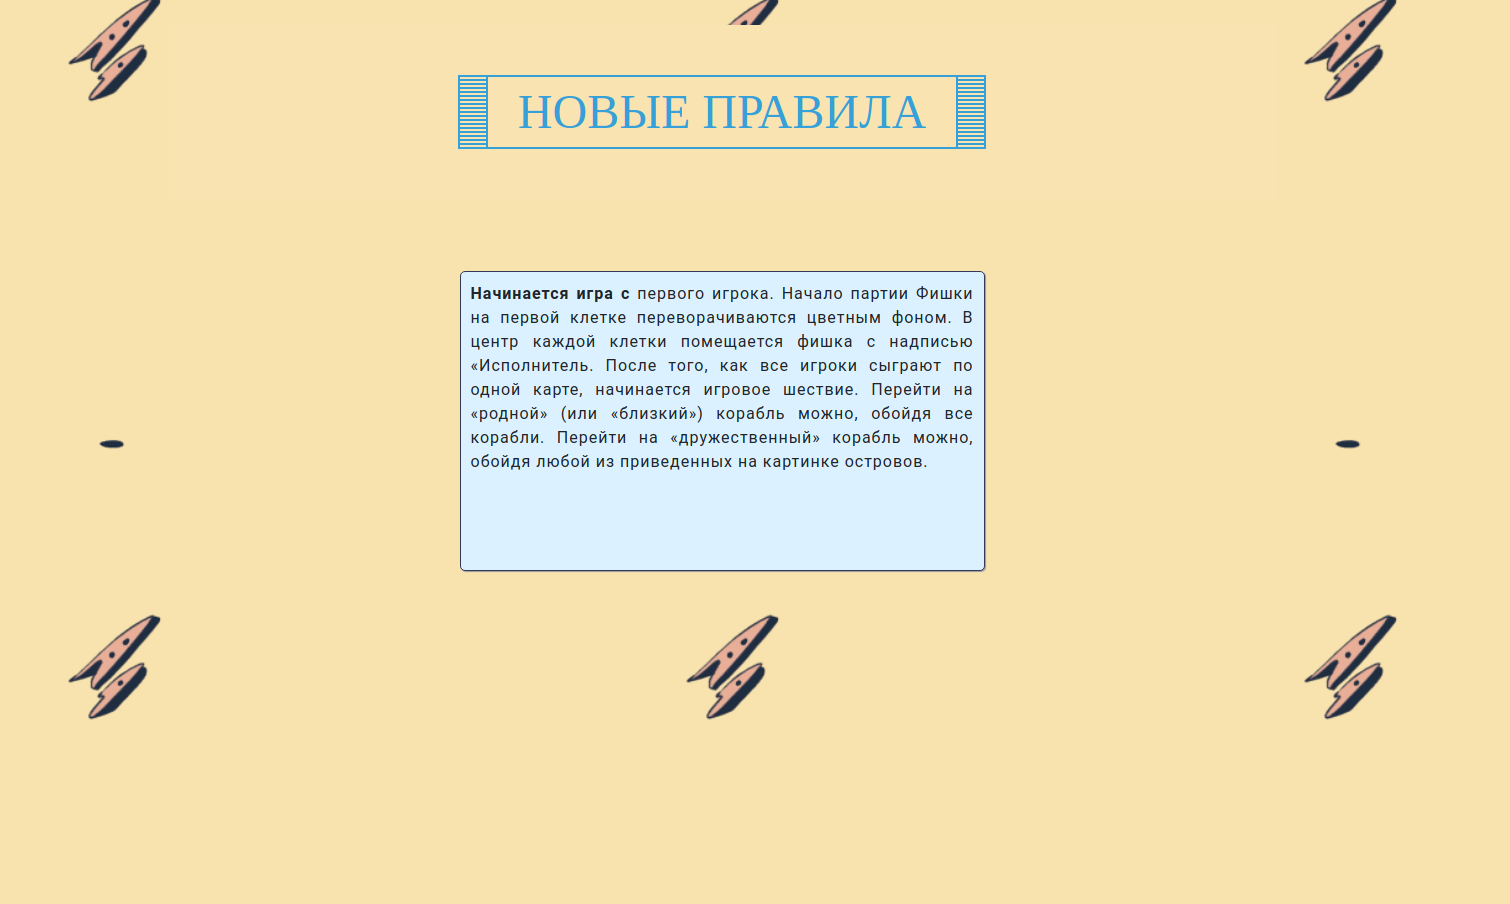 НОВЫЕ ПРАВИЛА
Начинается игра с первого игрока. Начало партии Фишки
на первой клетке переворачиваются цветным фоном. В
центр каждой клетки помещается фишка с надписью
«Исполнитель. После того, как все игроки сыграют по
одной карте, начинается игровое шествие. Перейти на
«родной» (или «близкий») корабль можно, обойдя все
корабли. Перейти на «дружественный» корабль можно,
обойдя любой из приведенных на картинке островов.